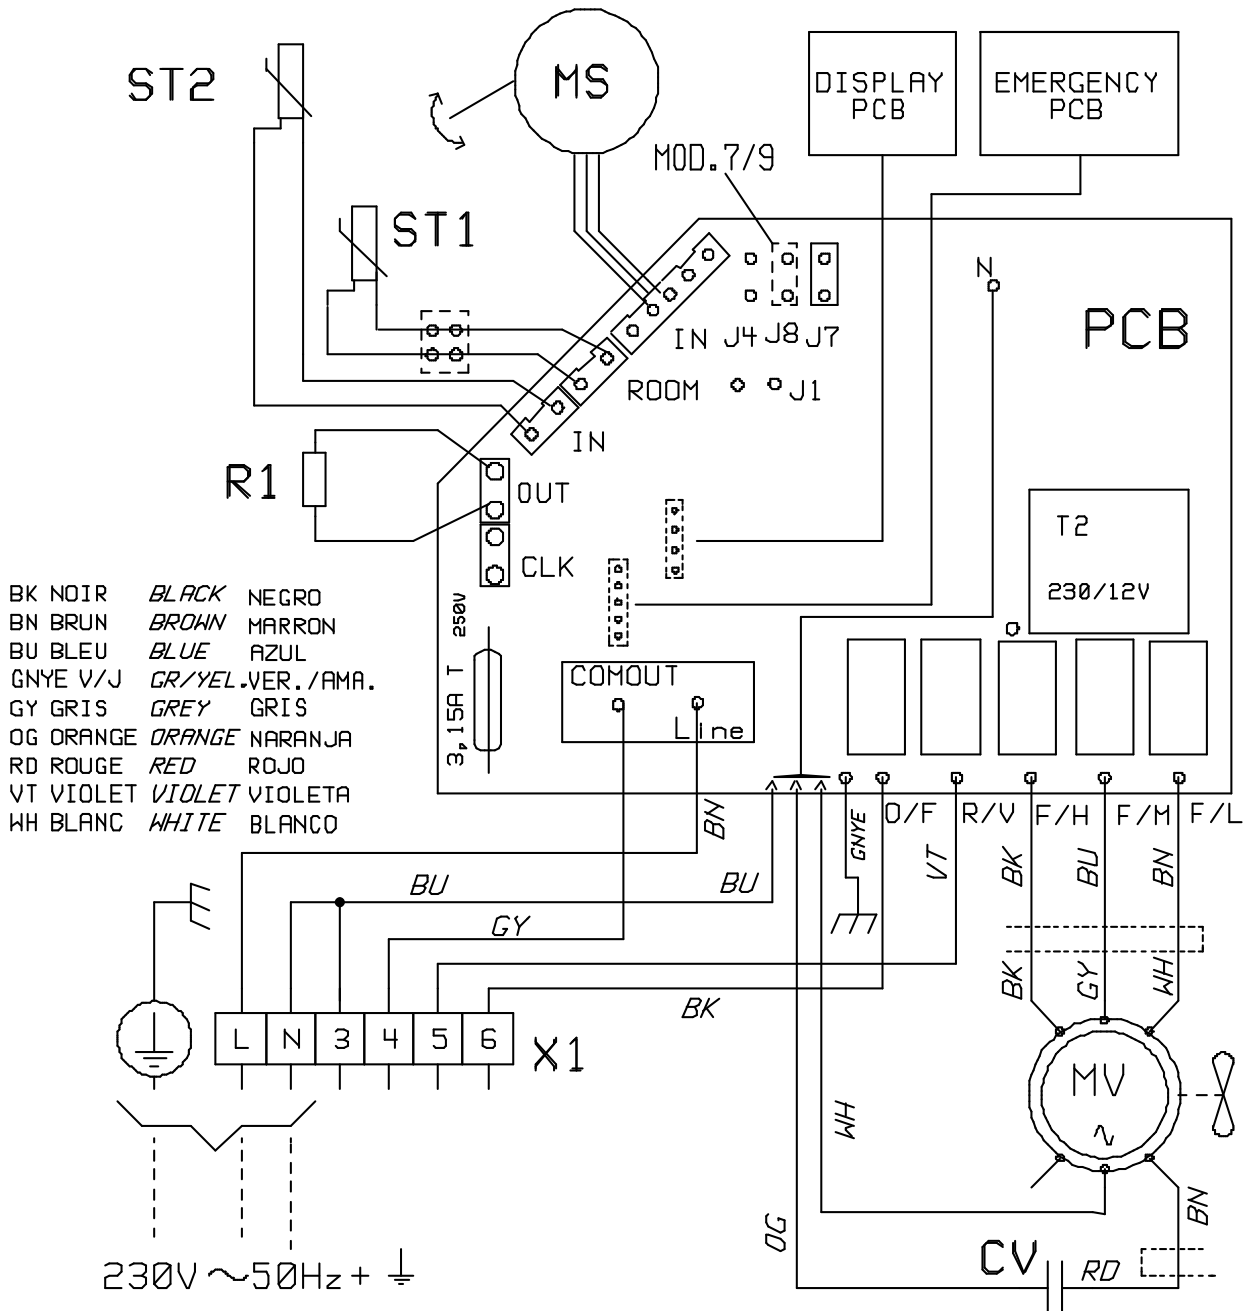 ST2
MS
DISPLAY
PCB
EMERGENCY
PCB
MOD.7/9
ST1
N
PCB
IN J4 J8 J7
ROOM
J1
IN
R1
OUT
CLK
T2
230/12V
BK NOIR BLACK NEGRO
BN BRUN BROWN MARRON
BU BLEU BLUE AZUL
GNYE V/J GR/YEL. VER./AMA.
GY GRIS GREY GRIS
OG ORANGE ORANGE NARANJA
RD ROUGE RED ROJO
VT VIOLET VIOLET VIOLETA
WH BLANC WHITE BLANCO
3,15A T 250V
COMOUT
Line
BN
GNYE
O/F
R/V
F/H
F/M
F/L
VT
BK
BU
BN
BU
BU
GY
BK
BK
GY
WH
L N 3 4 5 6
X1
MV
WH
OG
BN
CV
RD
230V ~ 50Hz +